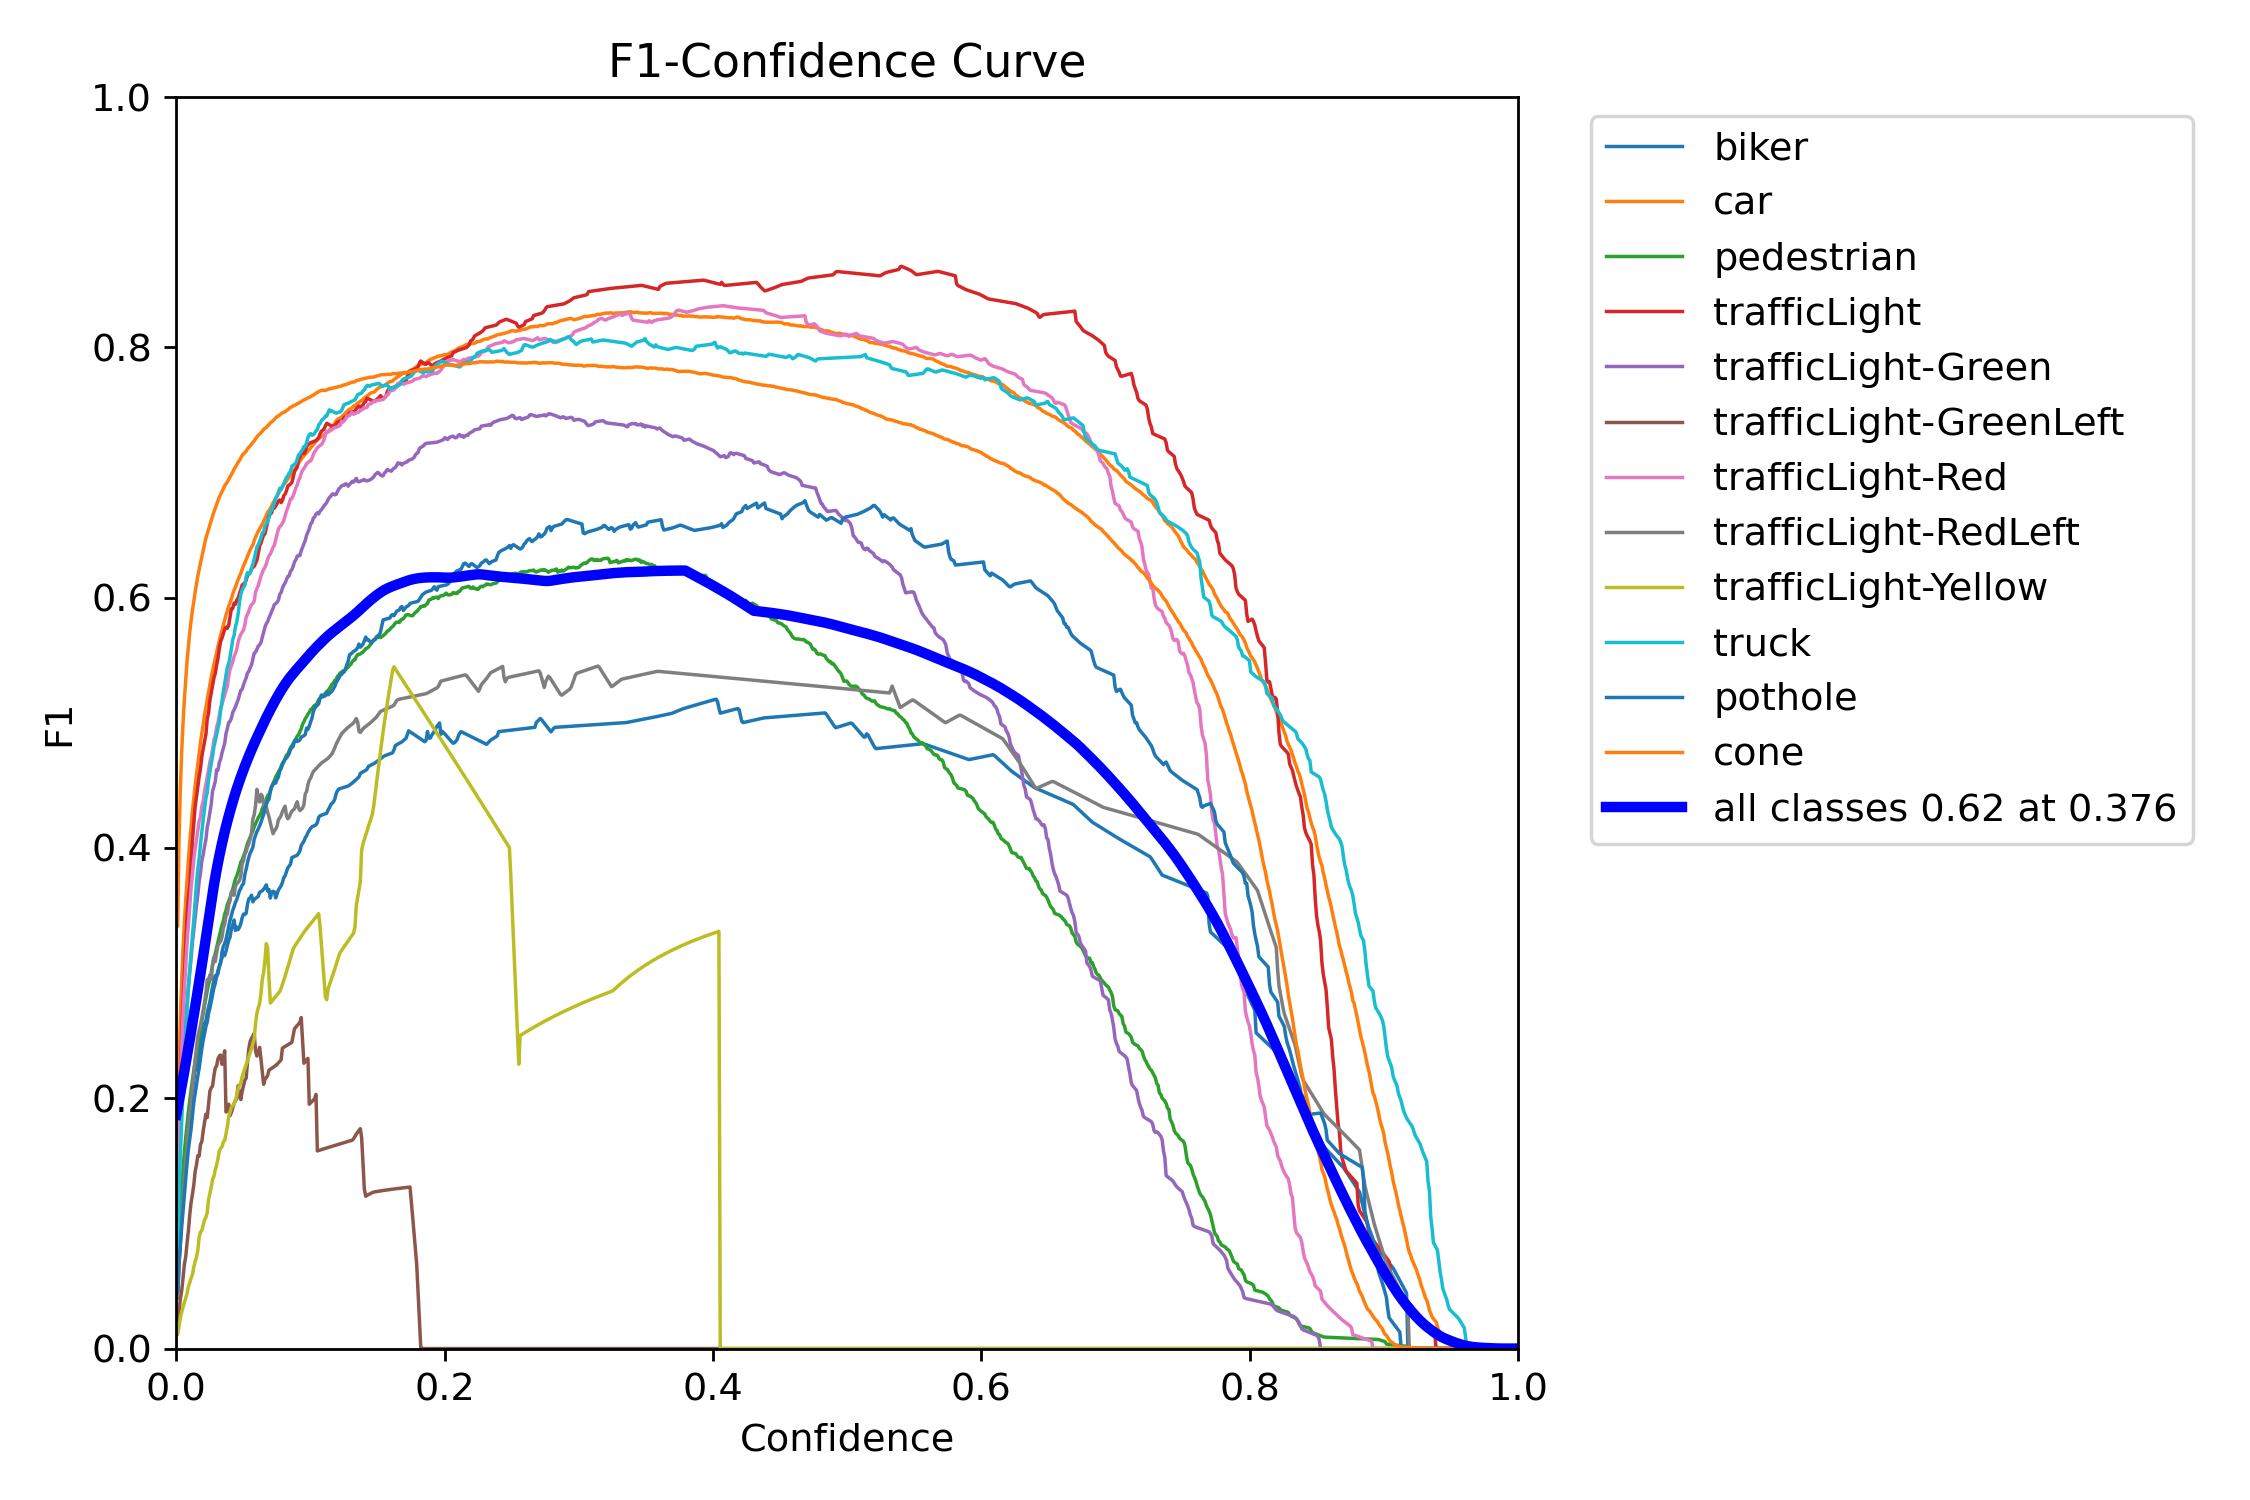 F1-Confidence Curve
1.0
0.8
0.6
0.4
0.2
0.0
F1
0.0 0.2 0.4 0.6 0.8 1.0
Confidence
biker
car
pedestrian
trafficLight
trafficLight-Green
trafficLight-GreenLeft
trafficLight-Red
trafficLight-RedLeft
trafficLight-Yellow
truck
pothole
cone
all classes 0.62 at 0.376